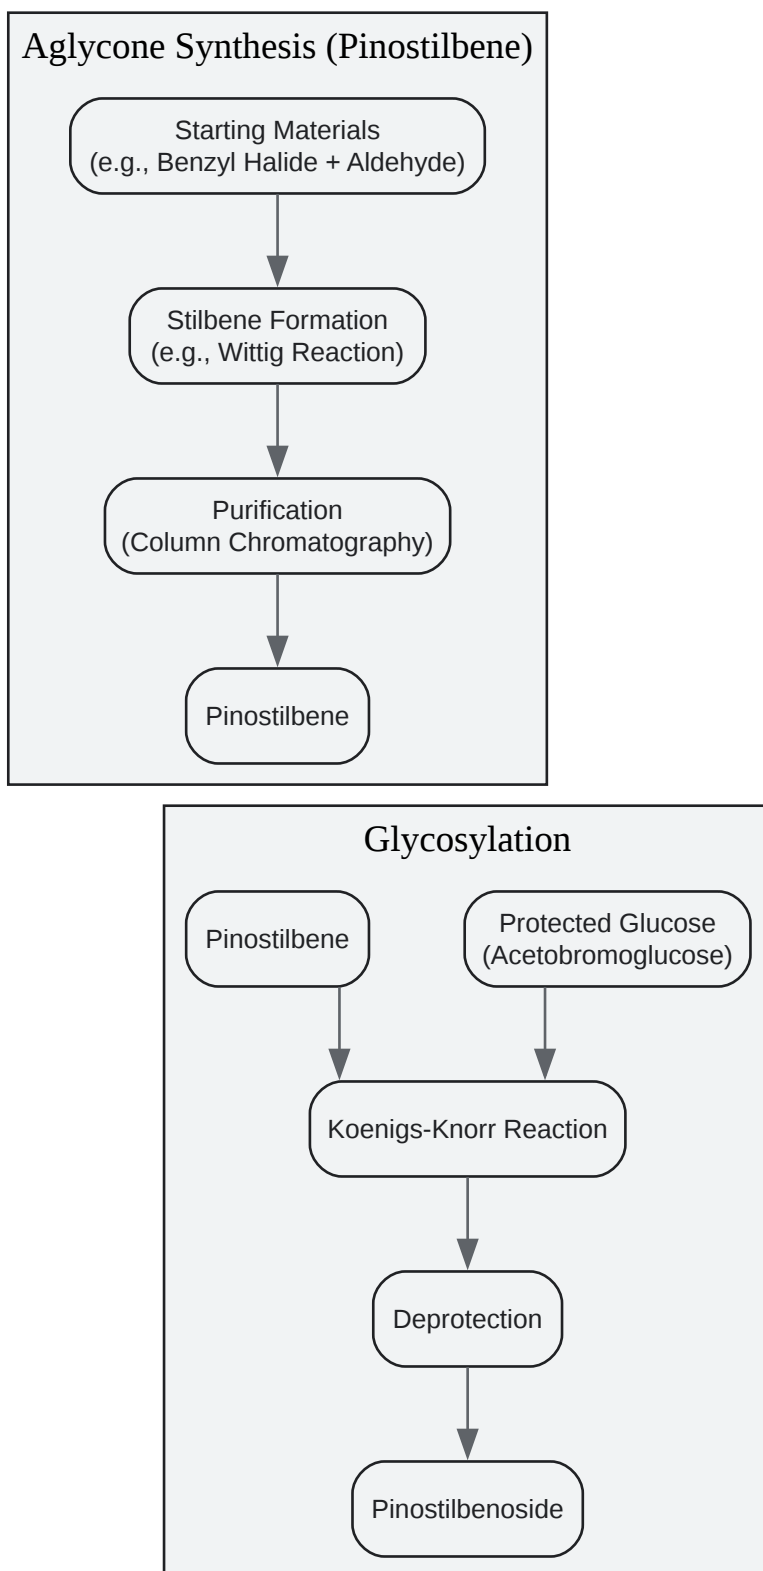 Aglycone Synthesis (Pinostilbene)
Starting Materials
(e.g., Benzyl Halide + Aldehyde)
Stilbene Formation
(e.g., Wittig Reaction)
Purification
(Column Chromatography)
Pinostilbene
Glycosylation
Pinostilbene
Protected Glucose
(Acetobromoglucose)
Koenigs-Knorr Reaction
Deprotection
Pinostilbenoside